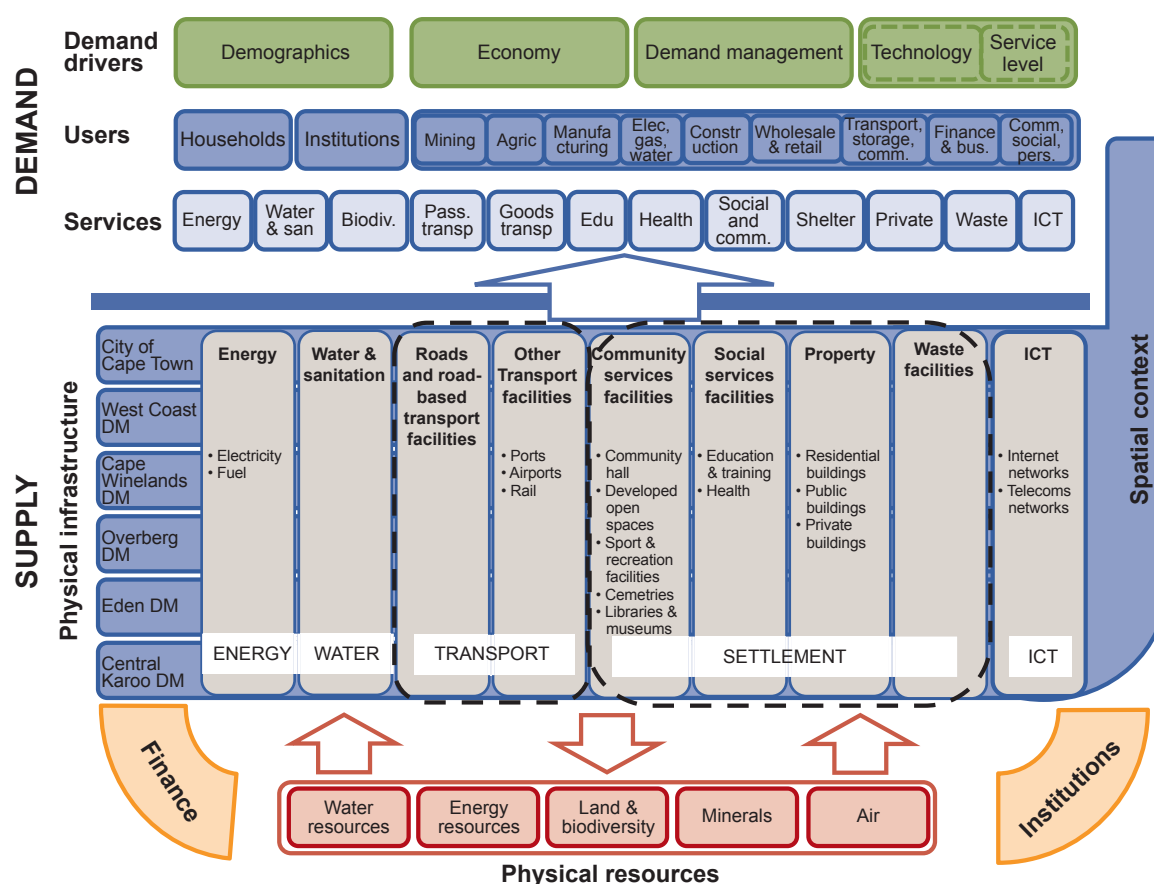 DEMAND
Demand
drivers
Demographics
Economy
Demand management
Technology
Service
level
Users
Households
Institutions
Mining
Agric
Manufa
cturing
Elec,
gas,
water
Constr
uction
Wholesale
& retail
Transport,
storage,
comm.
Finance
& bus.
Comm,
social,
pers.
Services
Energy
Water
& san
Biodiv.
Pass.
transp
Goods
transp
Edu
Health
Social
and
comm.
Shelter
Private
Waste
ICT
SUPPLY
Physical infrastructure
Spatial context
City of
Cape Town
West Coast
DM
Cape
Winelands
DM
Overberg
DM
Eden DM
Central
Karoo DM
Energy
• Electricity
• Fuel
ENERGY
Water &
sanitation
WATER
Roads
and road-
based
transport
facilities
Other
Transport
facilities
• Ports
• Airports
• Rail
TRANSPORT
Community
services
facilities
• Community
hall
• Developed
open
spaces
• Sport &
recreation
facilities
• Cemetries
• Libraries &
museums
Social
services
facilities
• Education
& training
• Health
Property
• Residential
buildings
• Public
buildings
• Private
buildings
Waste
facilities
SETTLEMENT
ICT
• Internet
networks
• Telecoms
networks
ICT
Finance
Institutions
Water
resources
Energy
resources
Land &
biodiversity
Minerals
Air
Physical resources